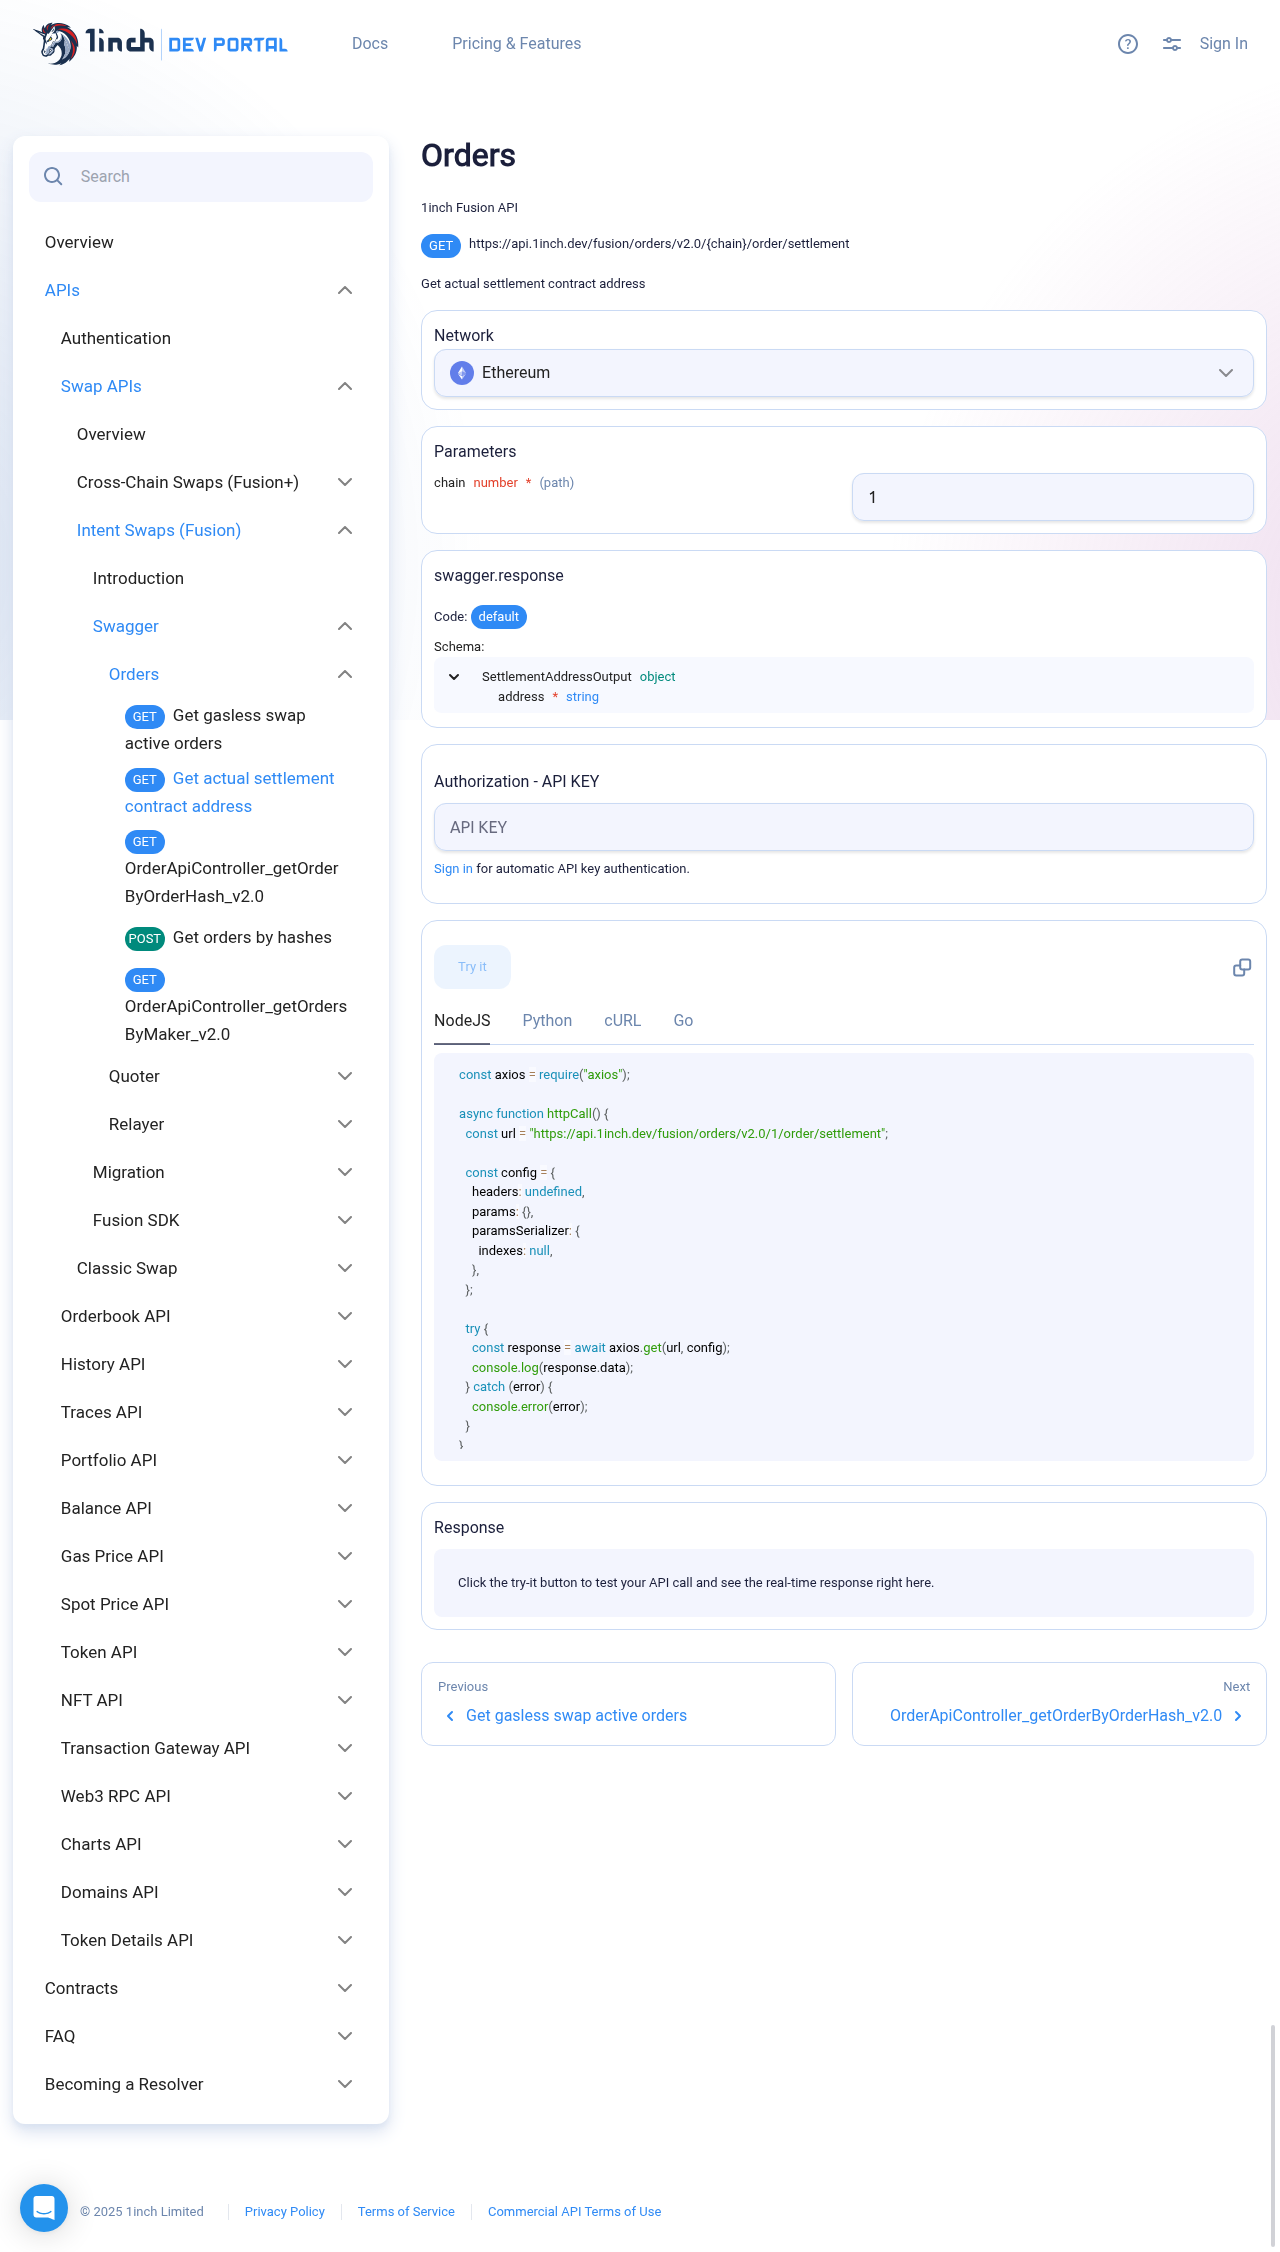 1inch DEV PORTAL
Docs
Pricing & Features
Sign In
Search
Overview
APIs
Authentication
Swap APIs
Overview
Cross-Chain Swaps (Fusion+)
Intent Swaps (Fusion)
Introduction
Swagger
Orders
GET Get gasless swap
active orders
GET Get actual settlement
contract address
GET
OrderApiController_getOrder
ByOrderHash_v2.0
POST Get orders by hashes
GET
OrderApiController_getOrders
ByMaker_v2.0
Quoter
Relayer
Migration
Fusion SDK
Classic Swap
Orderbook API
History API
Traces API
Portfolio API
Balance API
Gas Price API
Spot Price API
Token API
NFT API
Transaction Gateway API
Web3 RPC API
Charts API
Domains API
Token Details API
Contracts
FAQ
Becoming a Resolver
Orders
1inch Fusion API
GET https://api.1inch.dev/fusion/orders/v2.0/{chain}/order/settlement
Get actual settlement contract address
Network
Ethereum
Parameters
chain number * (path)
1
swagger.response
Code: default
Schema:
SettlementAddressOutput object
address * string
Authorization - API KEY
API KEY
Sign in for automatic API key authentication.
Try it
NodeJS Python cURL Go
const axios = require("axios");
async function httpCall() {
const url = "https://api.1inch.dev/fusion/orders/v2.0/1/order/settlement";
const config = {
headers: undefined,
params: {},
paramsSerializer: {
indexes: null,
},
};
try {
const response = await axios.get(url, config);
console.log(response.data);
} catch (error) {
console.error(error);
}
}
Response
Click the try-it button to test your API call and see the real-time response right here.
Previous
Get gasless swap active orders
Next
OrderApiController_getOrderByOrderHash_v2.0
© 2025 1inch Limited
Privacy Policy
Terms of Service
Commercial API Terms of Use